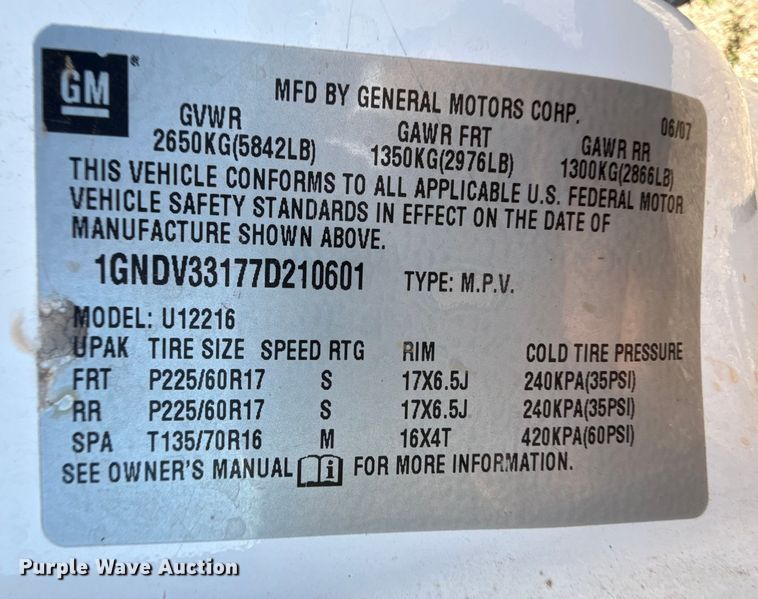 GM
MFD BY GENERAL MOTORS CORP. 06/07
GVWR GAWR FRT GAWR RR
2650KG(5842LB) 1350KG(2976LB) 1300KG(2866LB)
THIS VEHICLE CONFORMS TO ALL APPLICABLE U.S. FEDERAL MOTOR
VEHICLE SAFETY STANDARDS IN EFFECT ON THE DATE OF
MANUFACTURE SHOWN ABOVE.
1GNDV33177D210601 TYPE: M.P.V.
MODEL: U12216
UPAK TIRE SIZE SPEED RTG RIM COLD TIRE PRESSURE
FRT P225/60R17 S 17X6.5J 240KPA(35PSI)
RR P225/60R17 S 17X6.5J 240KPA(35PSI)
SPA T135/70R16 M 16X4T 420KPA(60PSI)
SEE OWNER'S MANUAL i FOR MORE INFORMATION.
Purple Wave Auction